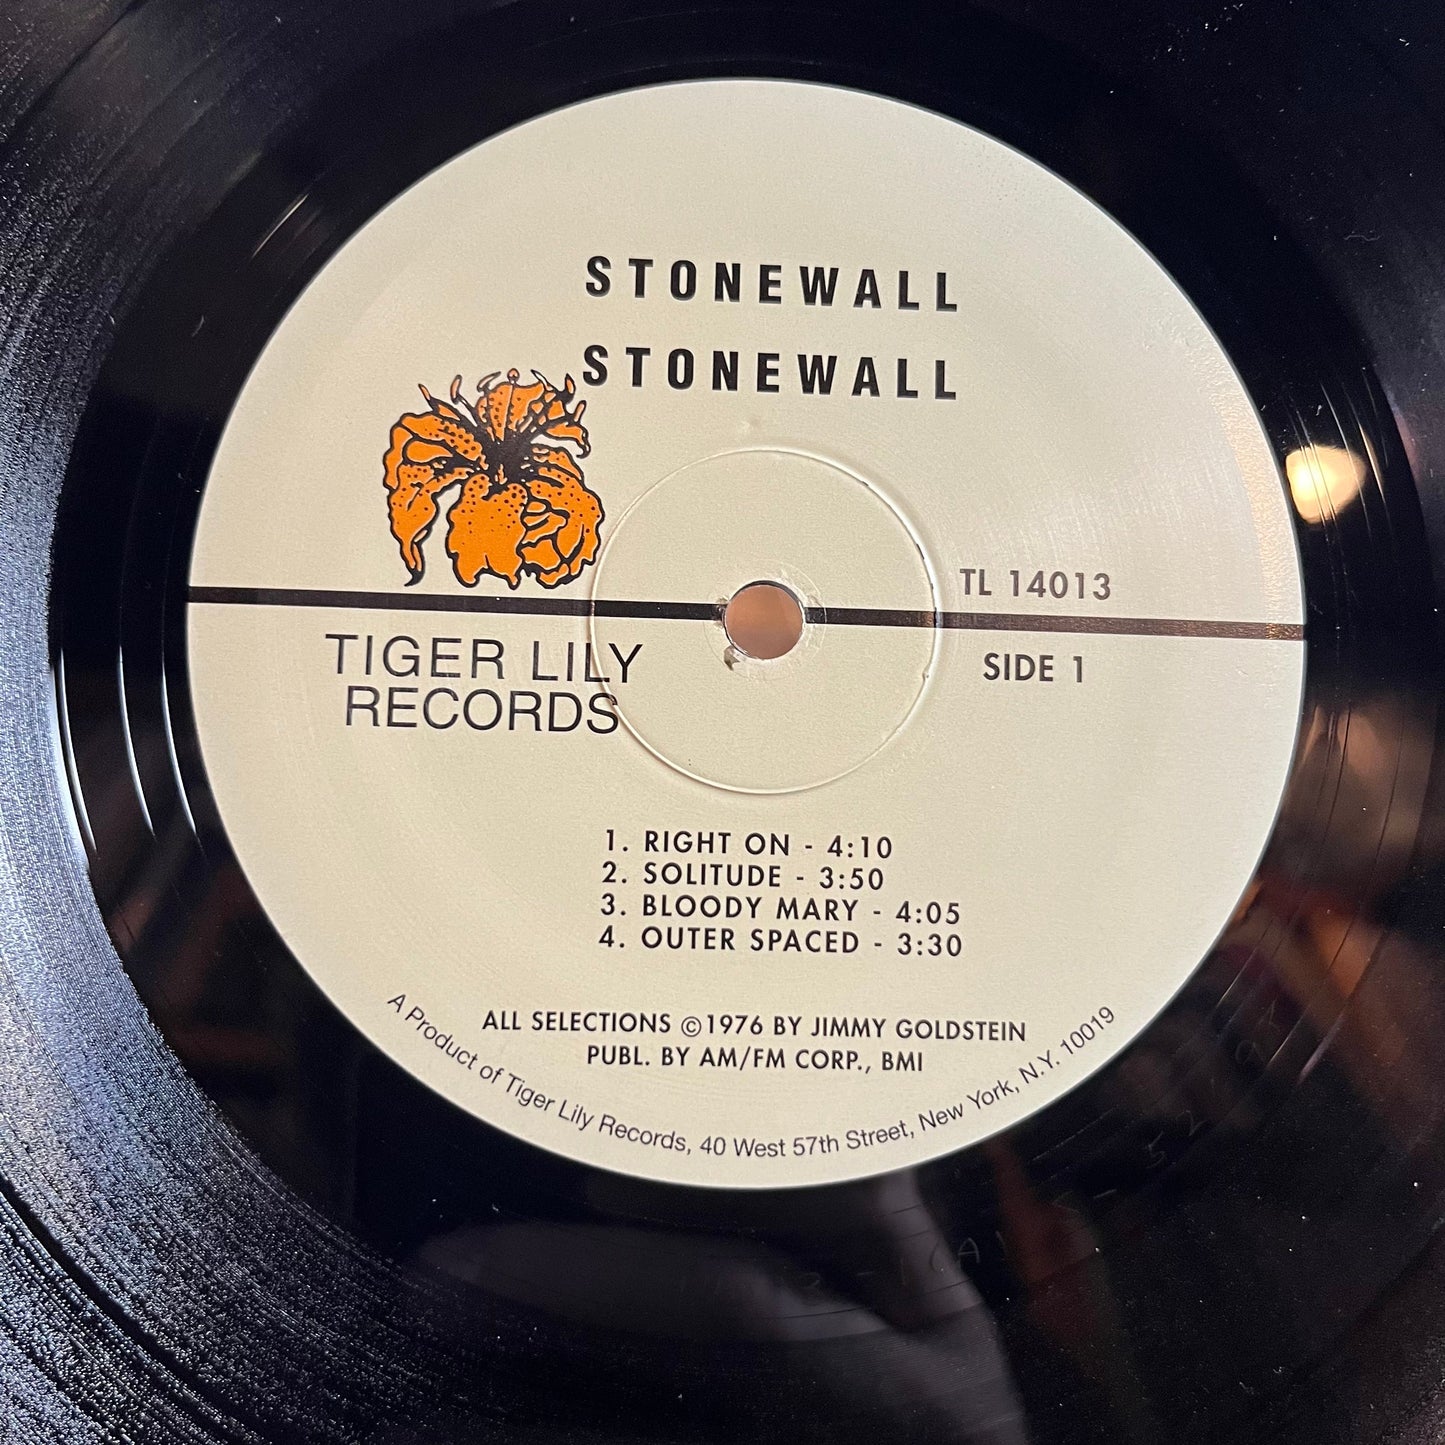 STONEWALL
STONEWALL
TL 14013
TIGER LILY
RECORDS
SIDE 1
1. RIGHT ON - 4:10
2. SOLITUDE - 3:50
3. BLOODY MARY - 4:05
4. OUTER SPACED - 3:30
ALL SELECTIONS ©1976 BY JIMMY GOLDSTEIN
PUBL. BY AM/FM CORP., BMI
A Product of Tiger Lily Records, 40 West 57th Street, New York, N.Y. 10019